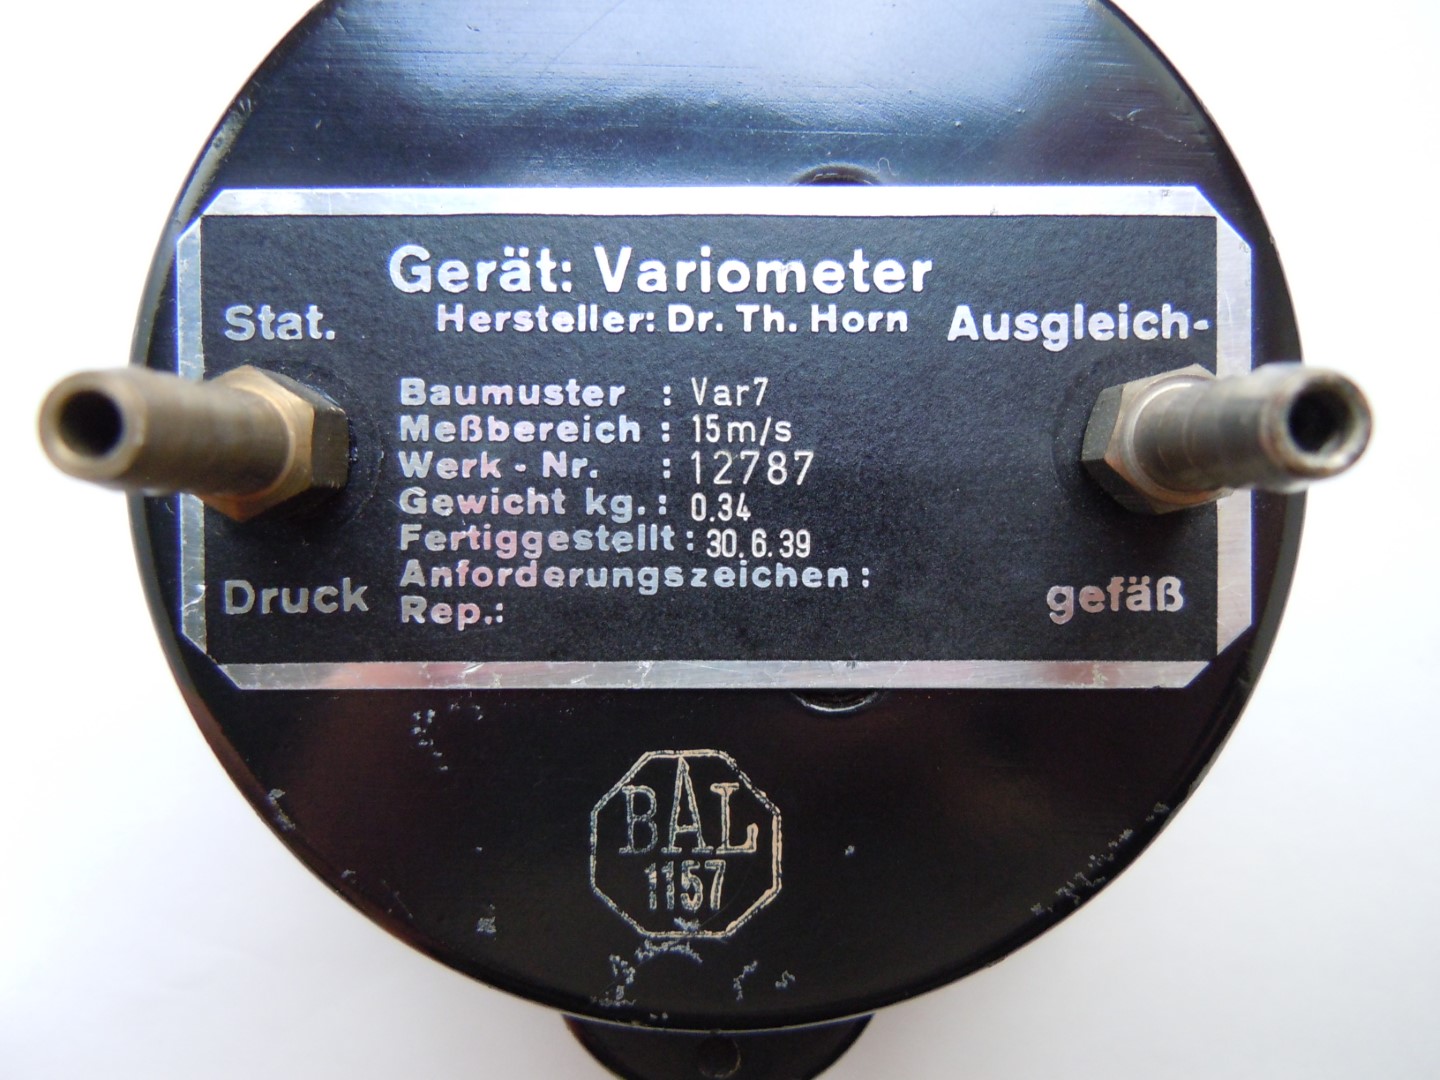 Gerät: Variometer
Hersteller: Dr. Th. Horn
Stat.
Druck
Ausgleich-
gefäß
Baumuster : Var7
Meßbereich : 15m/s
Werk - Nr. : 12787
Gewicht kg. : 0.34
Fertiggestellt : 30.6.39
Anforderungszeichen :
Rep.:
BAL
1157